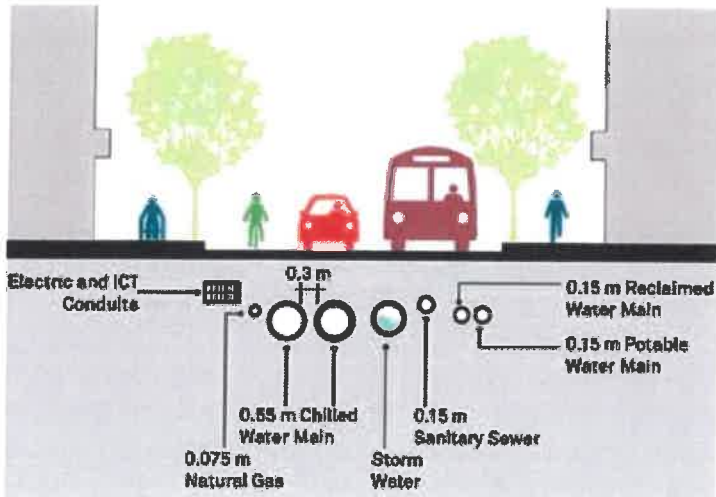 0.3 m
Electric and ICT
Conduits
0.15 m Reclaimed
Water Main
0.15 m Potable
Water Main
0.55 m Chilled
Water Main
0.15 m
Sanitary Sewer
0.075 m
Natural Gas
Storm
Water